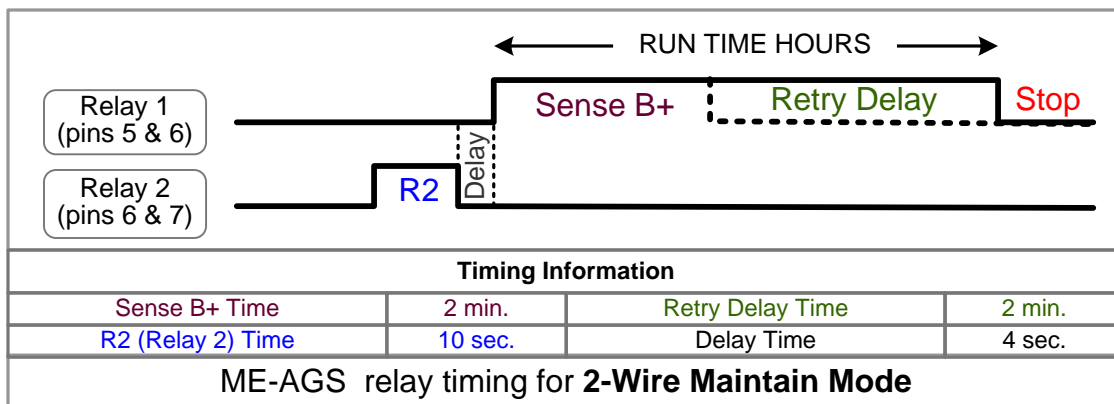 RUN TIME HOURS
Relay 1
(pins 5 & 6)
Sense B+
Retry Delay
Stop
Delay
Relay 2
(pins 6 & 7)
R2
Timing Information
Sense B+ Time 2 min. Retry Delay Time 2 min.
R2 (Relay 2) Time 10 sec. Delay Time 4 sec.
ME-AGS relay timing for 2-Wire Maintain Mode